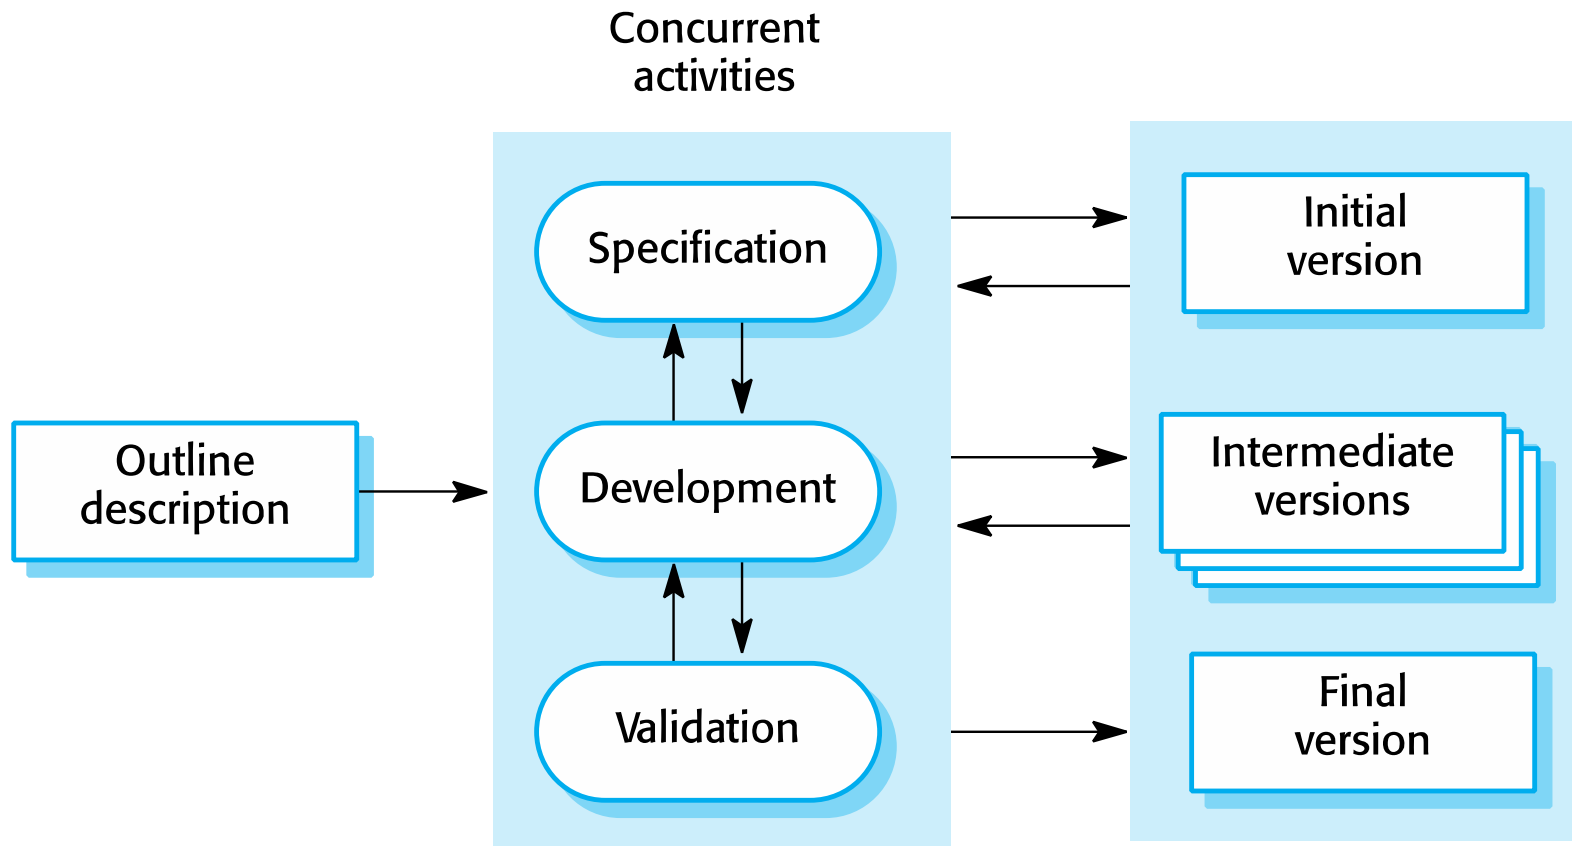 Concurrent
activities
Specification
Initial
version
Outline
description
Development
Intermediate
versions
Validation
Final
version